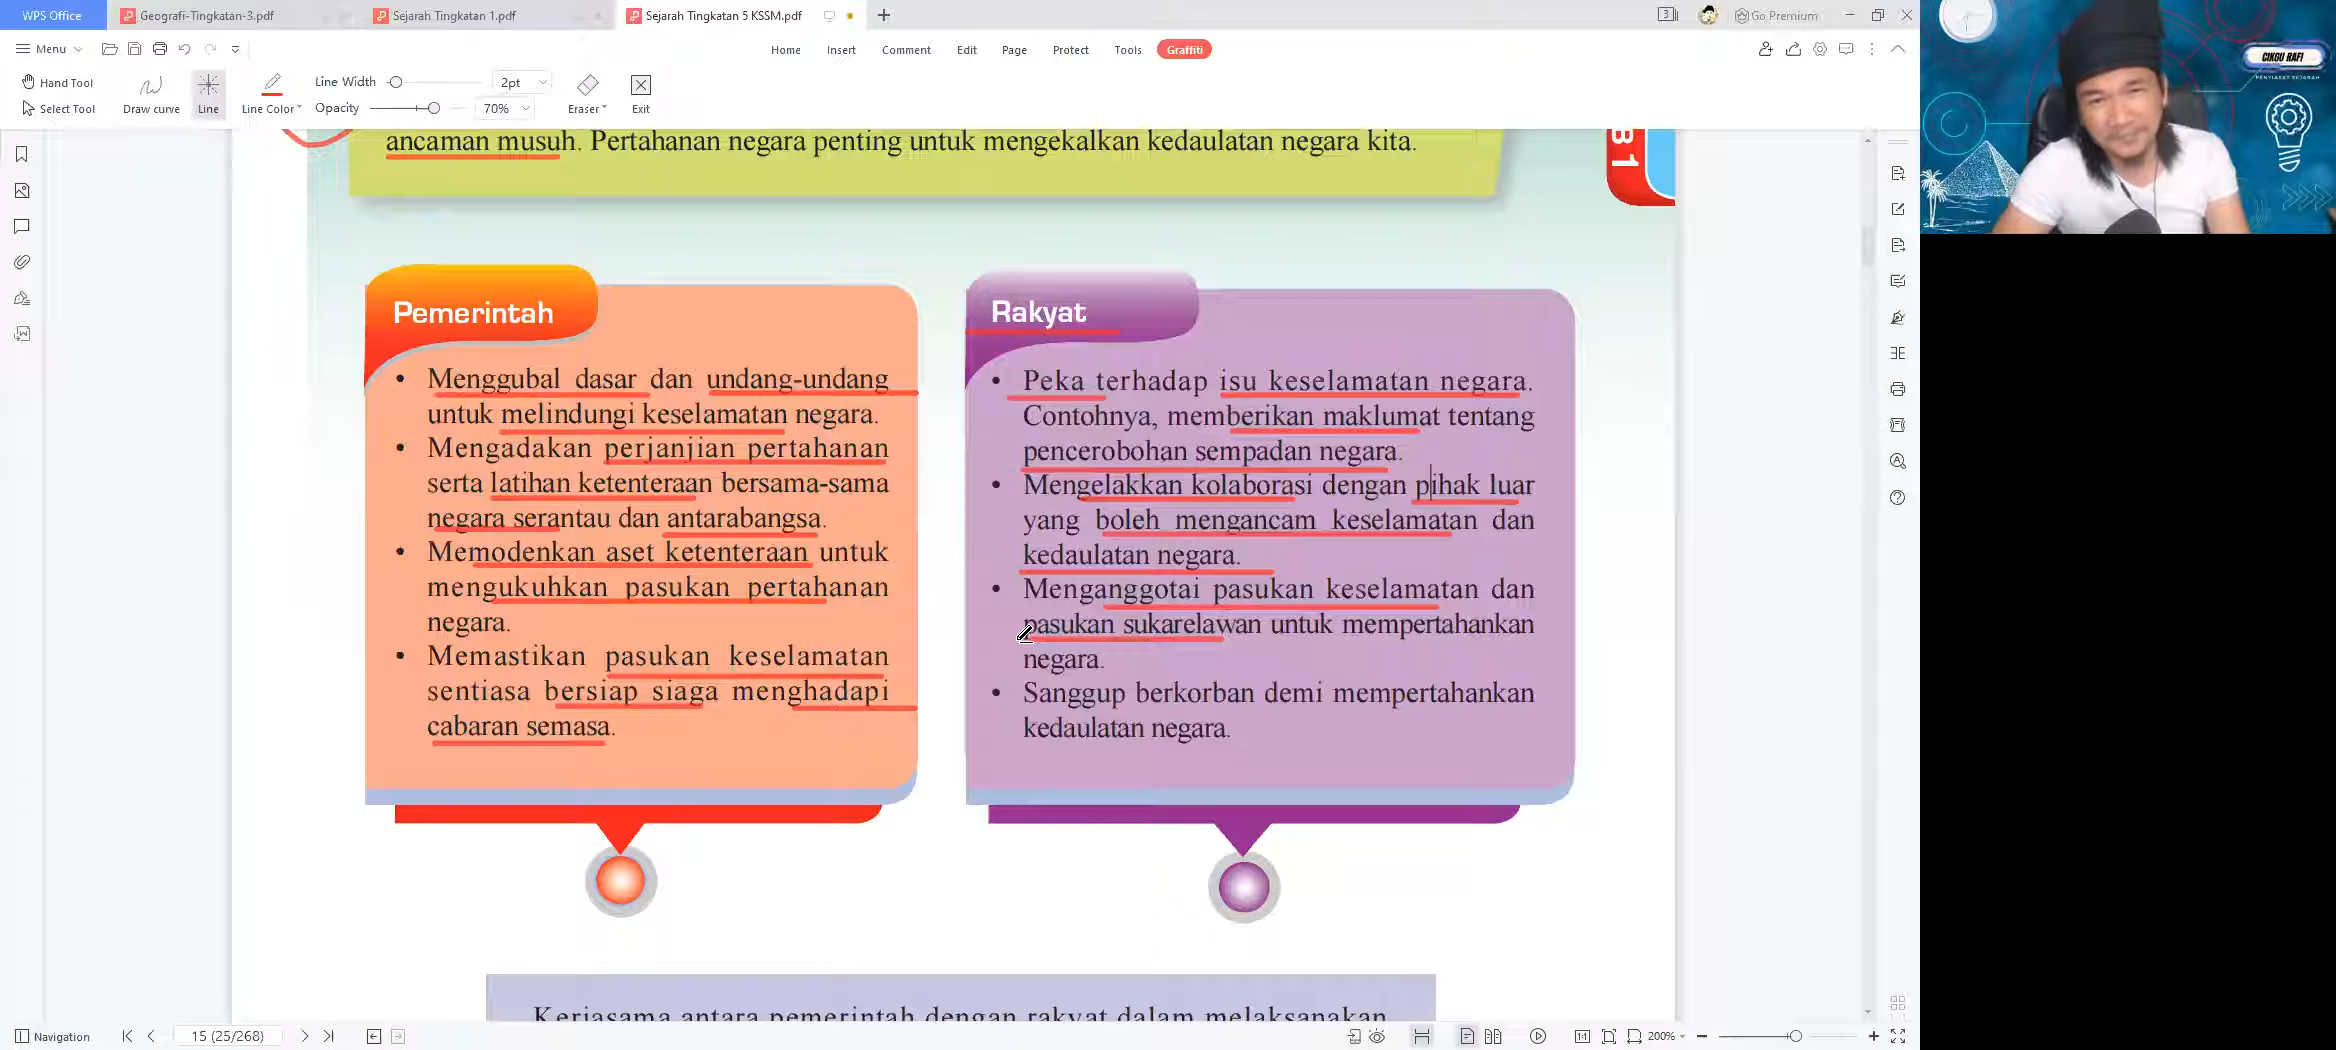 WPS Office
Geografi-Tingkatan-3.pdf
Sejarah Tingkatan 1.pdf
Sejarah Tingkatan 5 KSSM.pdf
Go Premium
Menu
Home Insert Comment Edit Page Protect Tools Graffiti
Hand Tool
Select Tool
Draw curve
Line
Line Color
Line Width 2pt
Opacity 70%
Eraser
Exit
CIKGU RAFI
PENYIASAT SEJARAH
ancaman musuh. Pertahanan negara penting untuk mengekalkan kedaulatan negara kita.
B 1
Pemerintah
• Menggubal dasar dan undang-undang
untuk melindungi keselamatan negara.
• Mengadakan perjanjian pertahanan
serta latihan ketenteraan bersama-sama
negara serantau dan antarabangsa.
• Memodenkan aset ketenteraan untuk
mengukuhkan pasukan pertahanan
negara.
• Memastikan pasukan keselamatan
sentiasa bersiap siaga menghadapi
cabaran semasa.
Rakyat
• Peka terhadap isu keselamatan negara.
Contohnya, memberikan maklumat tentang
pencerobohan sempadan negara.
• Mengelakkan kolaborasi dengan pihak luar
yang boleh mengancam keselamatan dan
kedaulatan negara.
• Menganggotai pasukan keselamatan dan
pasukan sukarelawan untuk mempertahankan
negara.
• Sanggup berkorban demi mempertahankan
kedaulatan negara.
Kerjasama antara pemerintah dengan rakyat dalam melaksanakan
Navigation
15 (25/268)
1:1
200%